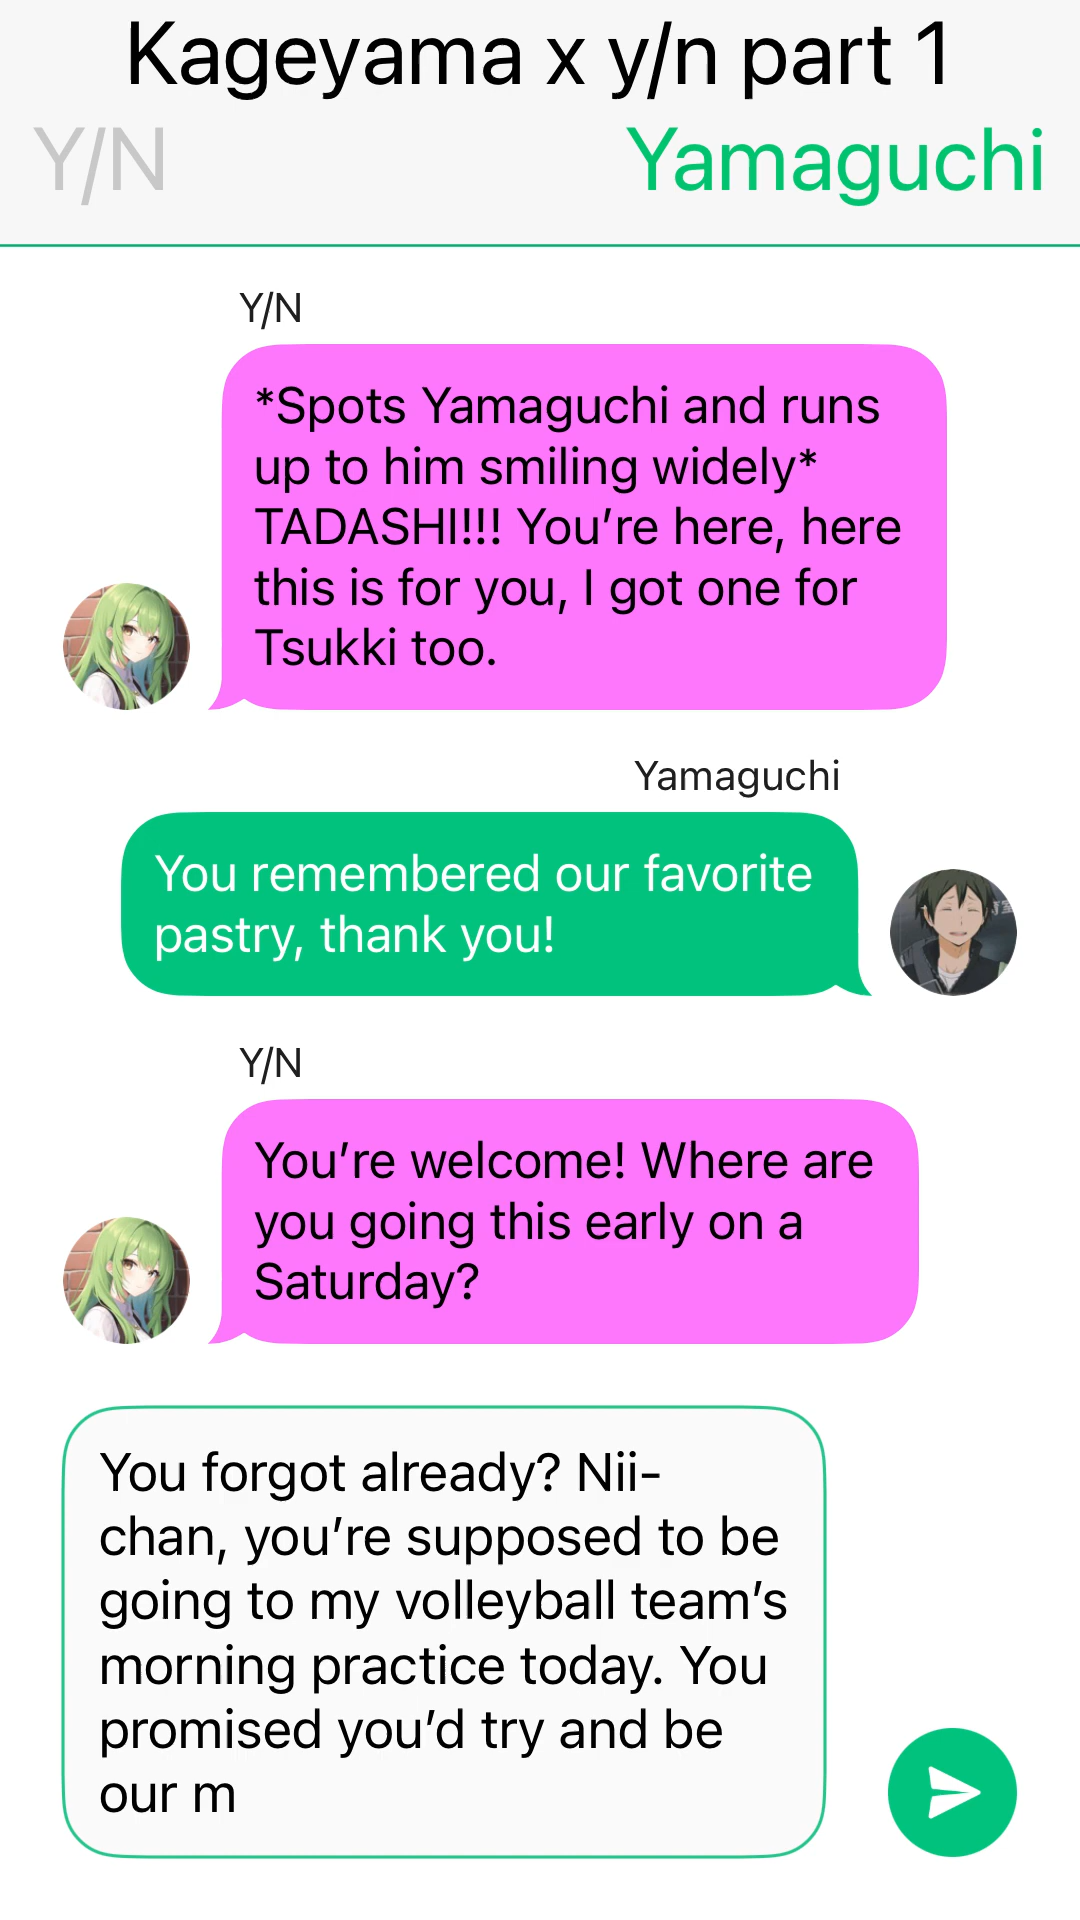 Kageyama x y/n part 1
Y/N
Yamaguchi
Y/N
*Spots Yamaguchi and runs
up to him smiling widely*
TADASHI!!! You’re here, here
this is for you, I got one for
Tsukki too.
Yamaguchi
You remembered our favorite
pastry, thank you!
Y/N
You’re welcome! Where are
you going this early on a
Saturday?
You forgot already? Nii-
chan, you’re supposed to be
going to my volleyball team’s
morning practice today. You
promised you’d try and be
our m